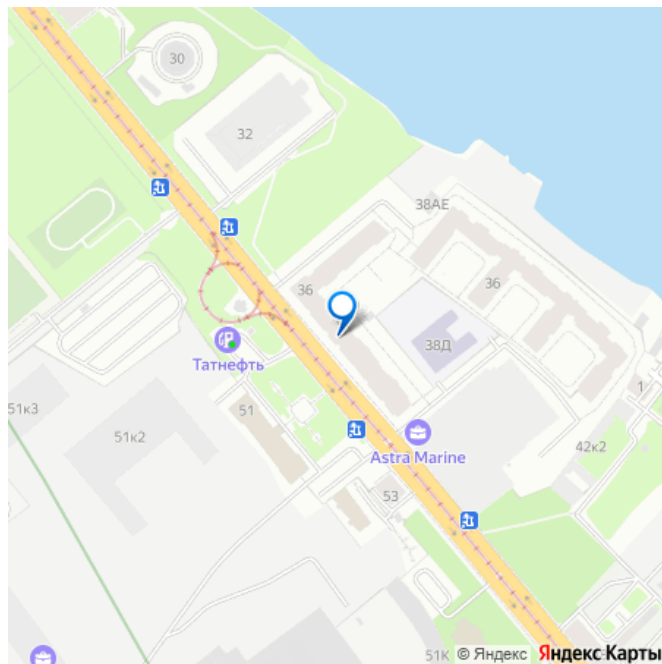 30
32
38АЕ
36
36
38Д
Татнефть
1
51к3
51
51к2
Astra Marine
42к2
53
51К
© Яндекс
Яндекс Карты